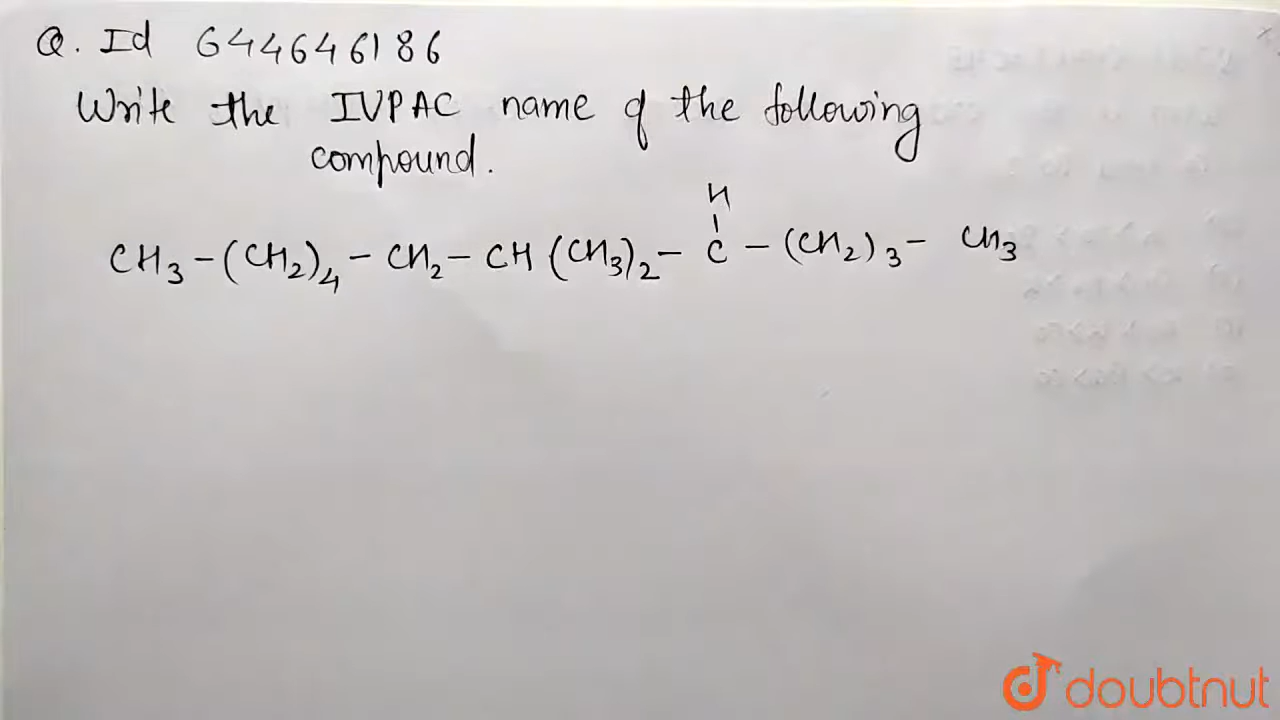 Q. Id 644646186
Write the IUPAC name of the following
compound.
H
CH₃-(CH₂)₄-CH₂-CH(CH₃)₂-C-(CH₂)₃-CH₃
doubtnut